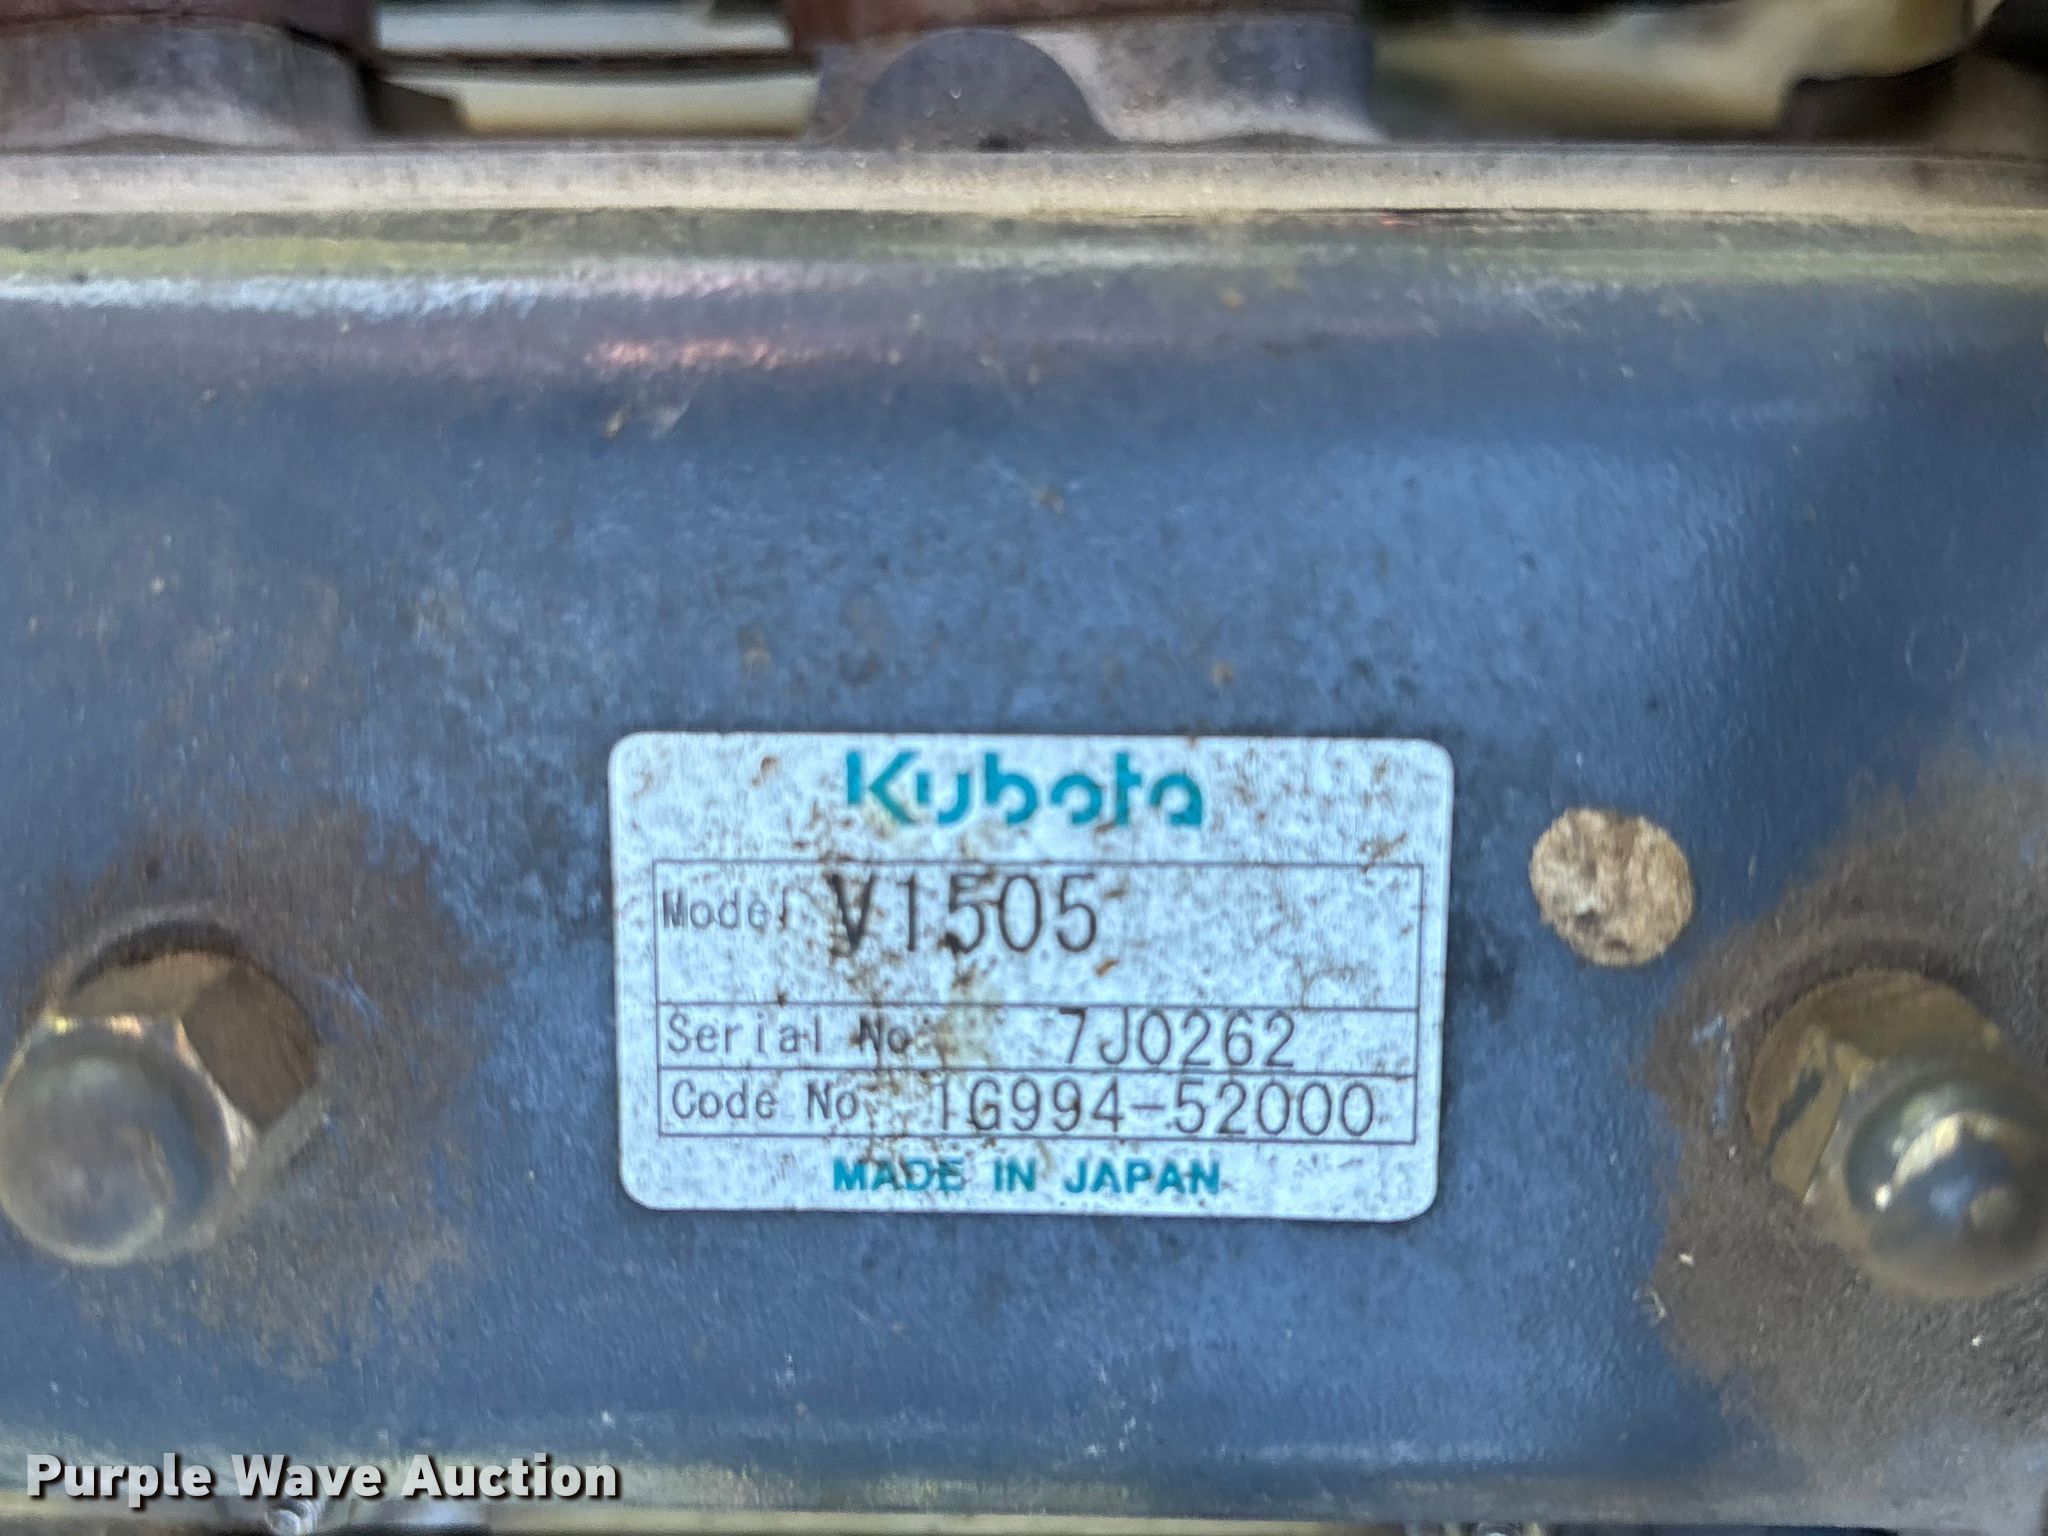 Kubota
Model V1505
Serial No. 7J0262
Code No. 1G994-52000
MADE IN JAPAN
Purple Wave Auction